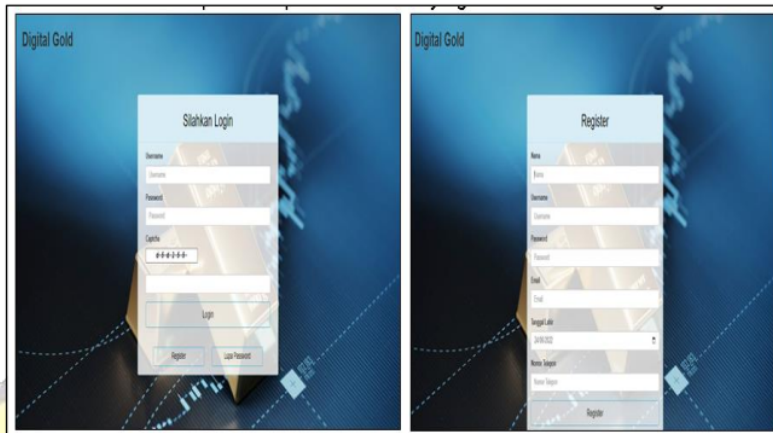 Digital Gold
Silahkan Login
Username
Username
Password
Password
Captcha
Login
Register
Lupa Password
Digital Gold
Register
Nama
Nama
Username
Username
Password
Password
Email
Email
Tanggal Lahir
Nomor Telepon
Nomor Telepon
Register